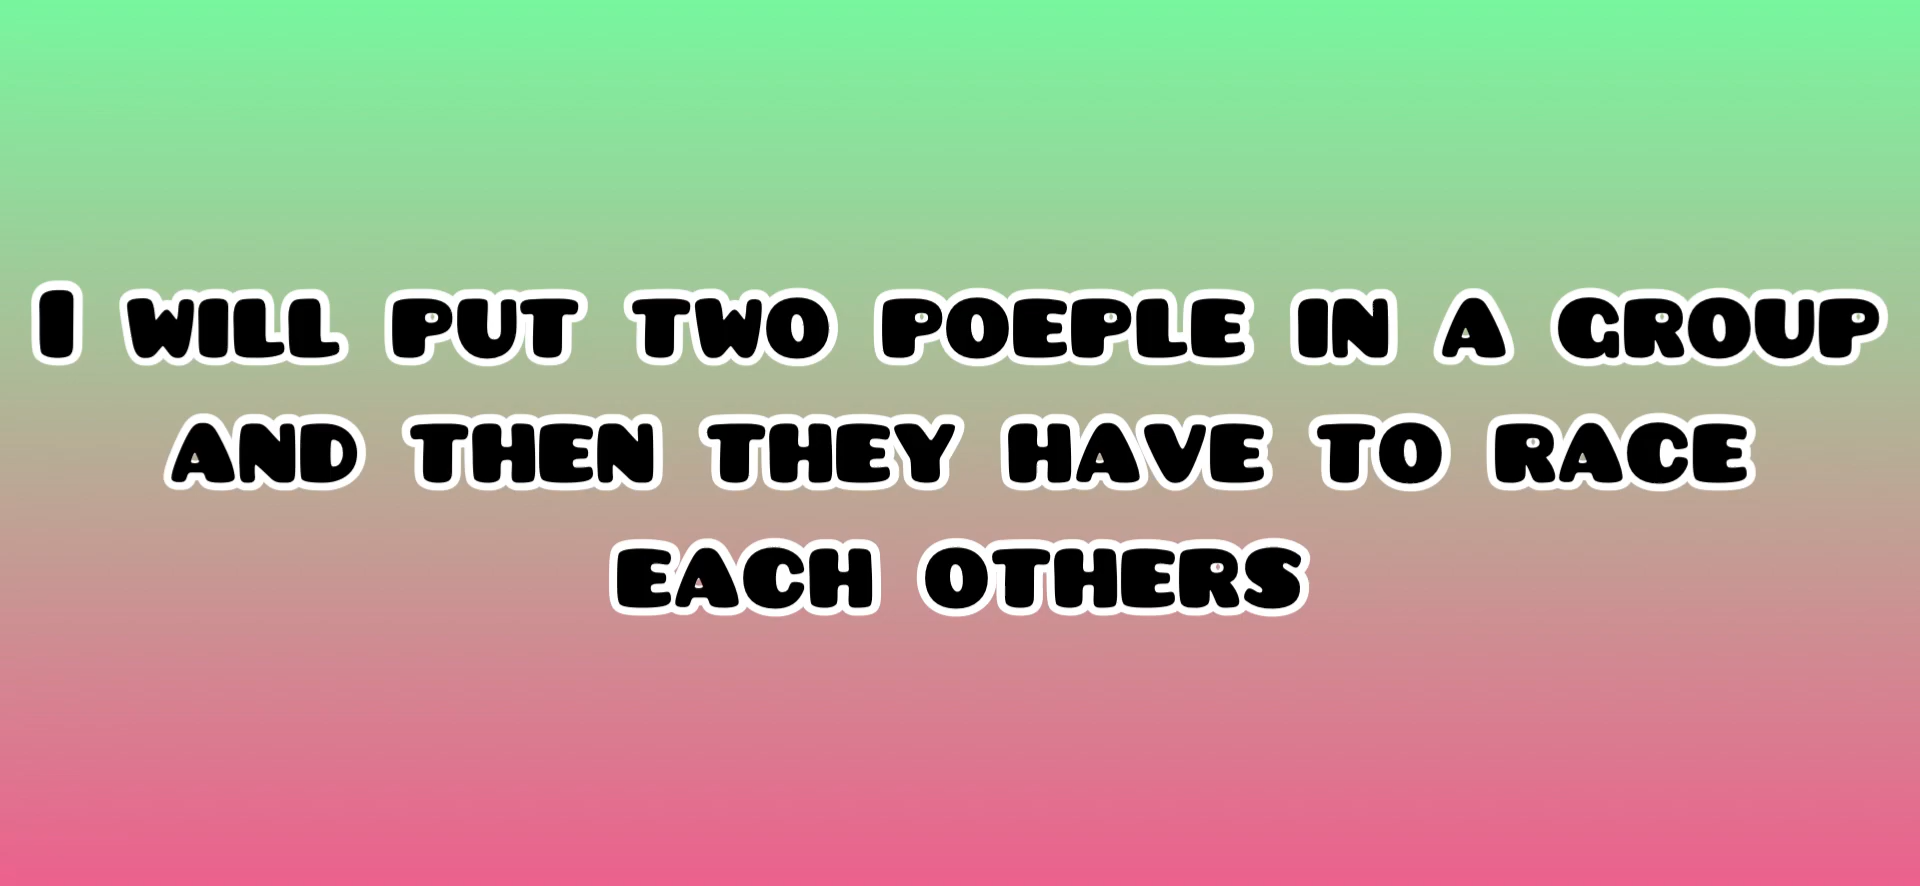 I will put two poeple in a group
and then they have to race
each others